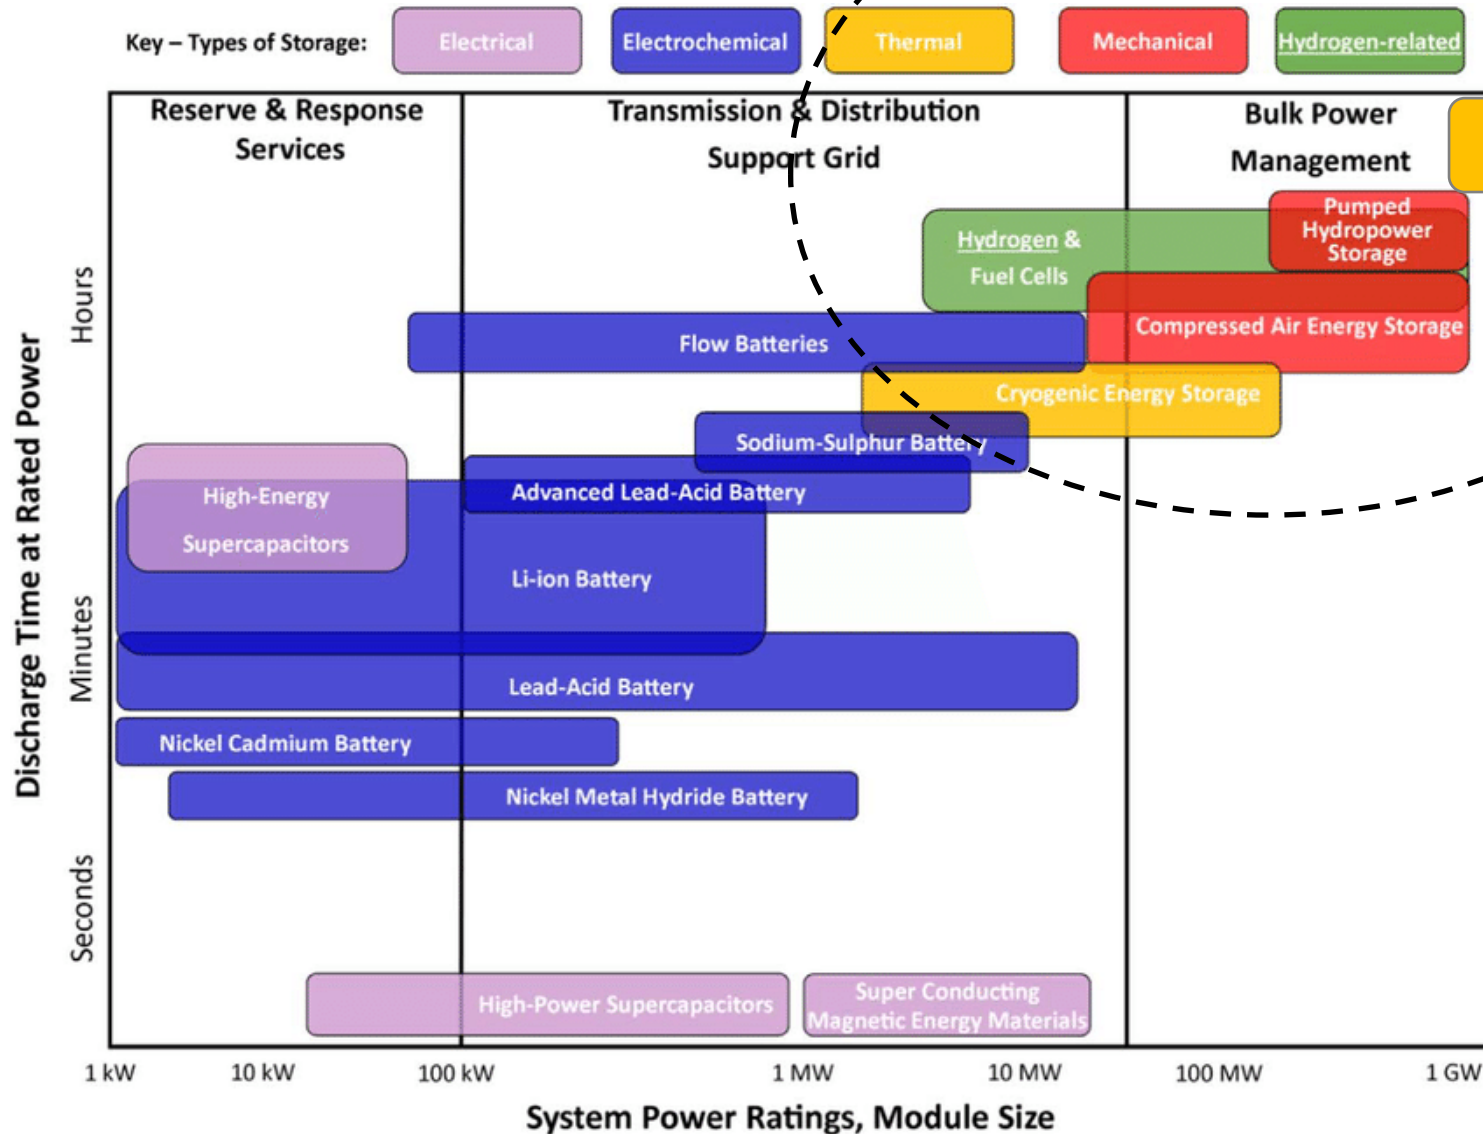 Key – Types of Storage:
Electrical
Electrochemical
Thermal
Mechanical
Hydrogen-related
Reserve & Response
Services
Transmission & Distribution
Support Grid
Bulk Power
Management
Pumped
Hydropower
Storage
Hydrogen &
Fuel Cells
Compressed Air Energy Storage
Flow Batteries
Cryogenic Energy Storage
Sodium-Sulphur Battery
Advanced Lead-Acid Battery
High-Energy
Supercapacitors
Li-ion Battery
Lead-Acid Battery
Nickel Cadmium Battery
Nickel Metal Hydride Battery
High-Power Supercapacitors
Super Conducting
Magnetic Energy Materials
Discharge Time at Rated Power
Hours
Minutes
Seconds
1 kW
10 kW
100 kW
1 MW
10 MW
100 MW
1 GW
System Power Ratings, Module Size